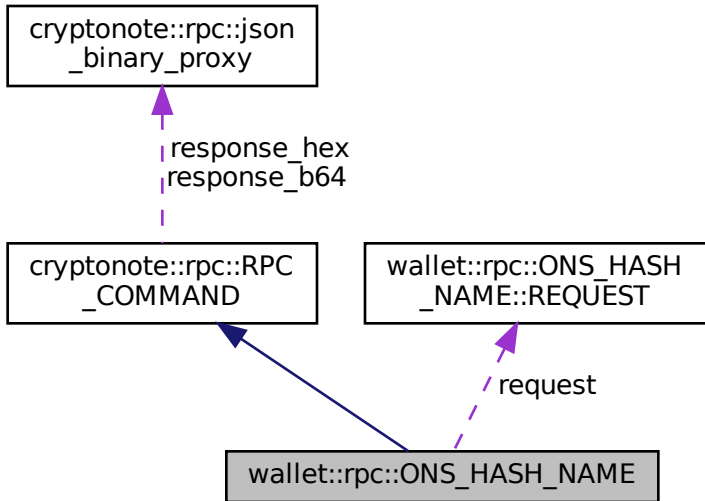 cryptonote::rpc::json
_binary_proxy
response_hex
response_b64
cryptonote::rpc::RPC
_COMMAND
wallet::rpc::ONS_HASH
_NAME::REQUEST
request
wallet::rpc::ONS_HASH_NAME